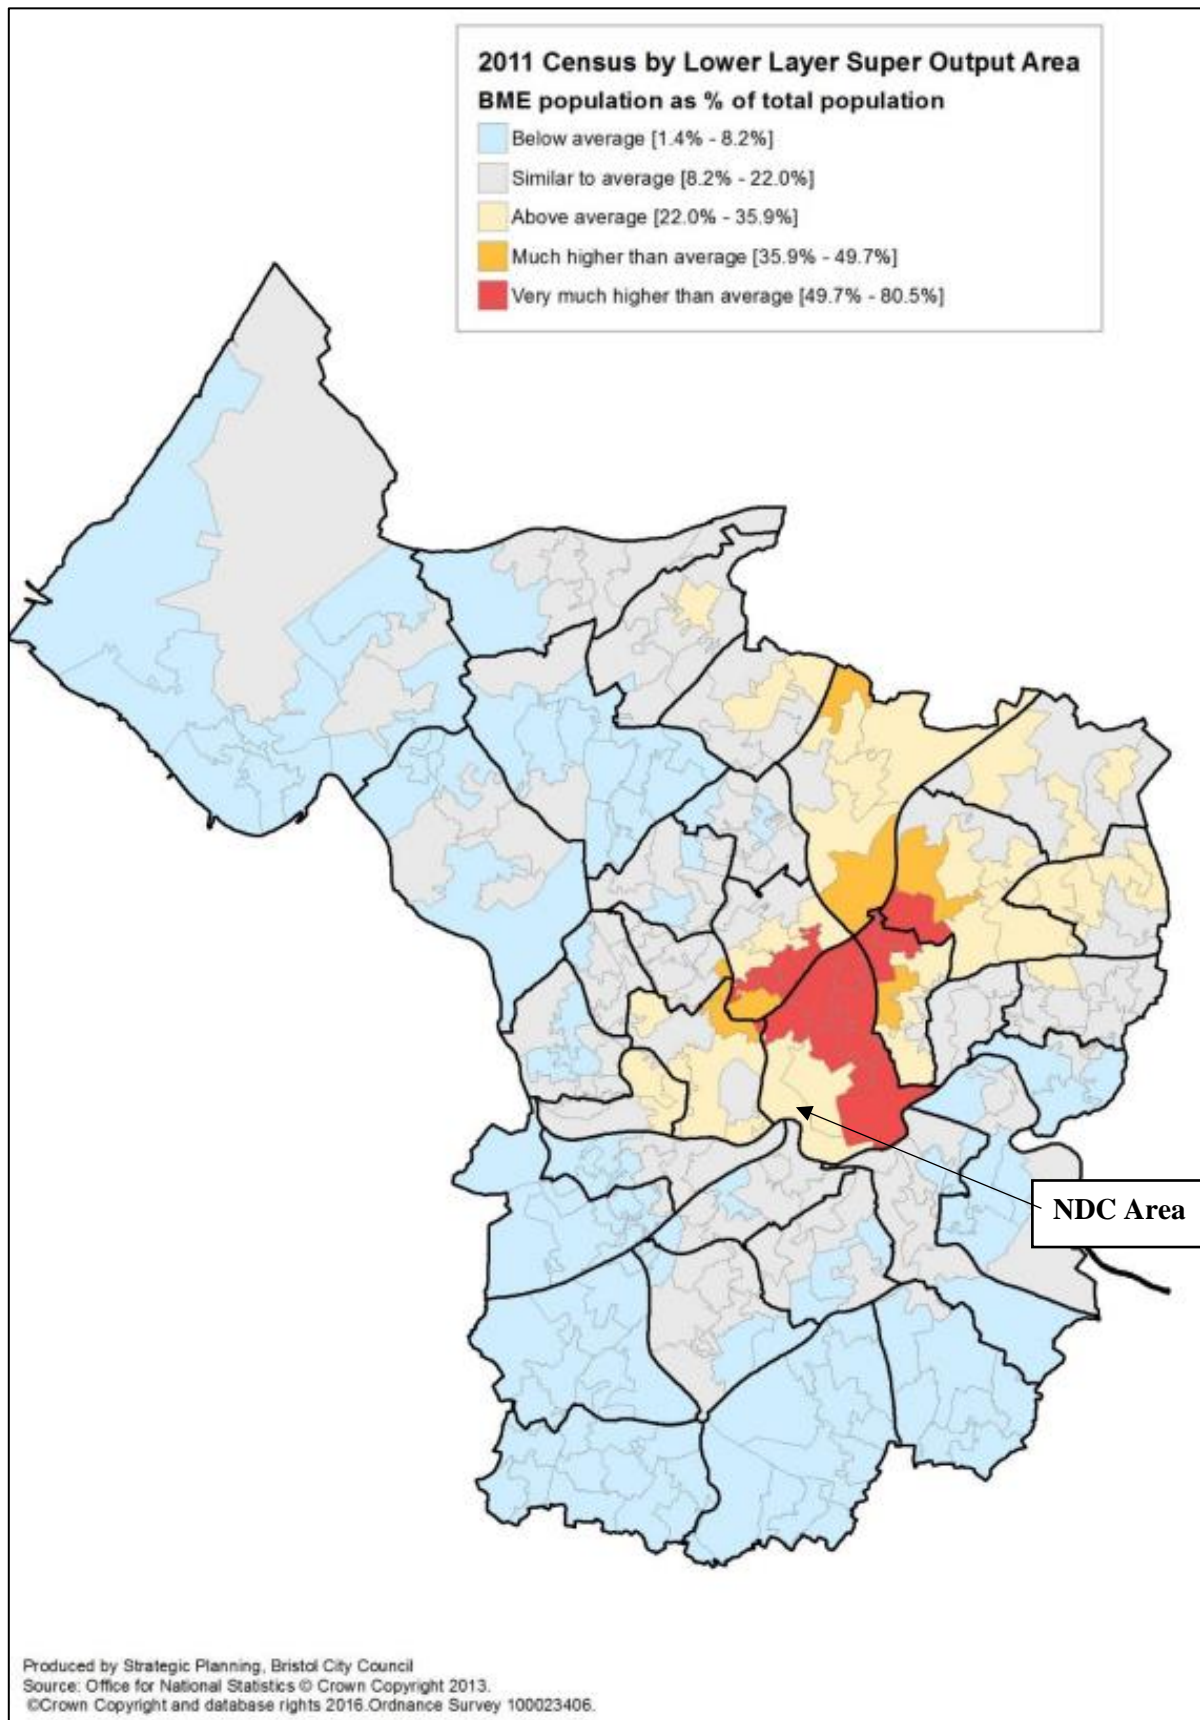 2011 Census by Lower Layer Super Output Area
BME population as % of total population
Below average [1.4% - 8.2%]
Similar to average [8.2% - 22.0%]
Above average [22.0% - 35.9%]
Much higher than average [35.9% - 49.7%]
Very much higher than average [49.7% - 80.5%]
NDC Area
Produced by Strategic Planning, Bristol City Council
Source: Office for National Statistics © Crown Copyright 2013.
©Crown Copyright and database rights 2016.Ordnance Survey 100023406.